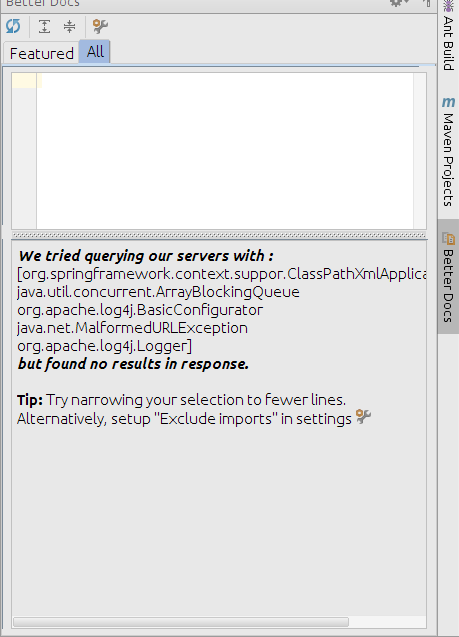 Better Docs
Featured
All
We tried querying our servers with :
[org.springframework.context.suppor.ClassPathXmlApplica
java.util.concurrent.ArrayBlockingQueue
org.apache.log4j.BasicConfigurator
java.net.MalformedURLException
org.apache.log4j.Logger]
but found no results in response.
Tip: Try narrowing your selection to fewer lines.
Alternatively, setup "Exclude imports" in settings
Ant Build
m Maven Projects
Better Docs